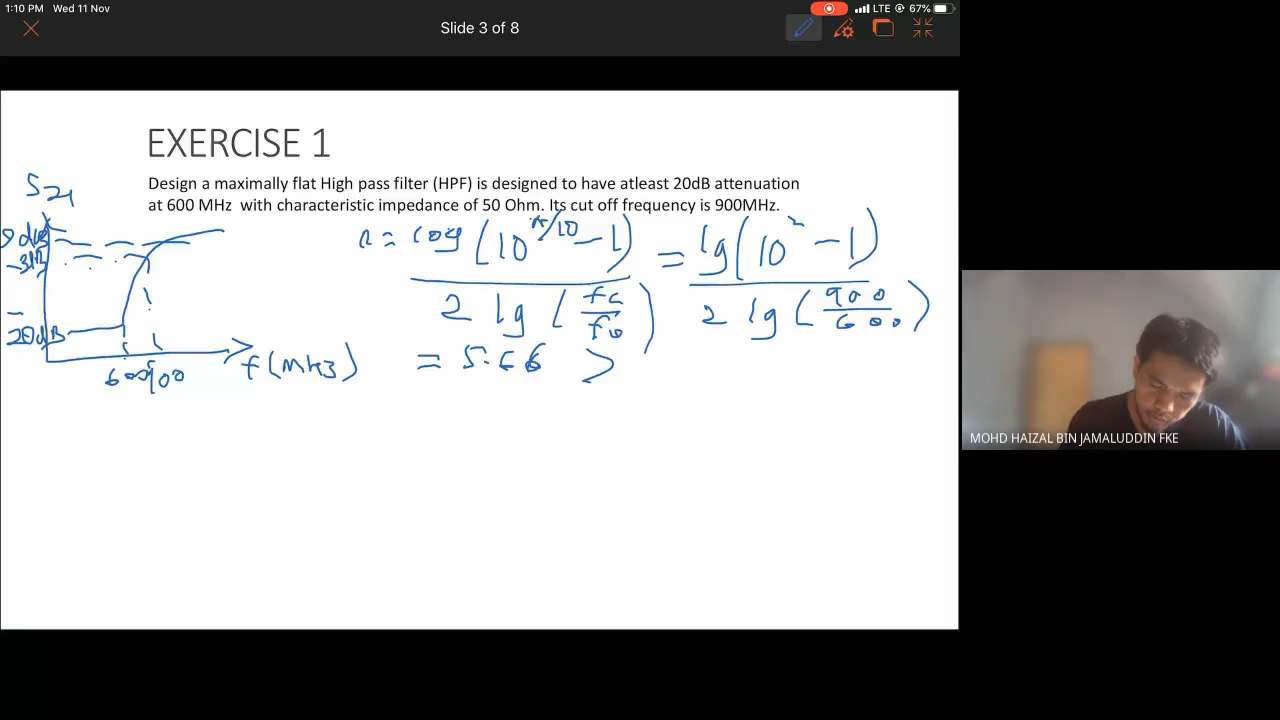 1:10 PM Wed 11 Nov
LTE 67%
Slide 3 of 8
EXERCISE 1
Design a maximally flat High pass filter (HPF) is designed to have atleast 20dB attenuation
at 600 MHz with characteristic impedance of 50 Ohm. Its cut off frequency is 900MHz.
S21
n = log (10^A/10 - 1) / 2 lg (fc/fo) = lg (10^2 - 1) / 2 lg (900/600)
-3dB
-20dB
= 5.66 >
600 900 f(MHz)
MOHD HAIZAL BIN JAMALUDDIN FKE